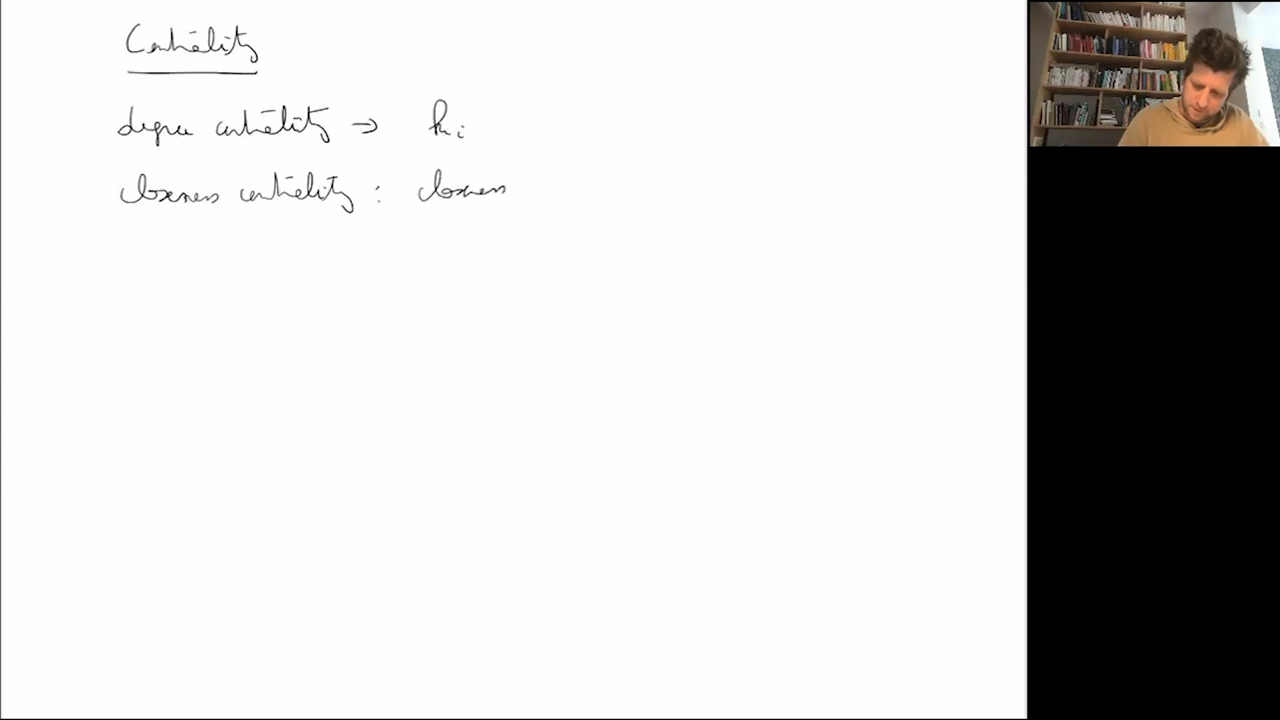 Centrality
degree centrality → ki
closeness centrality : closeness